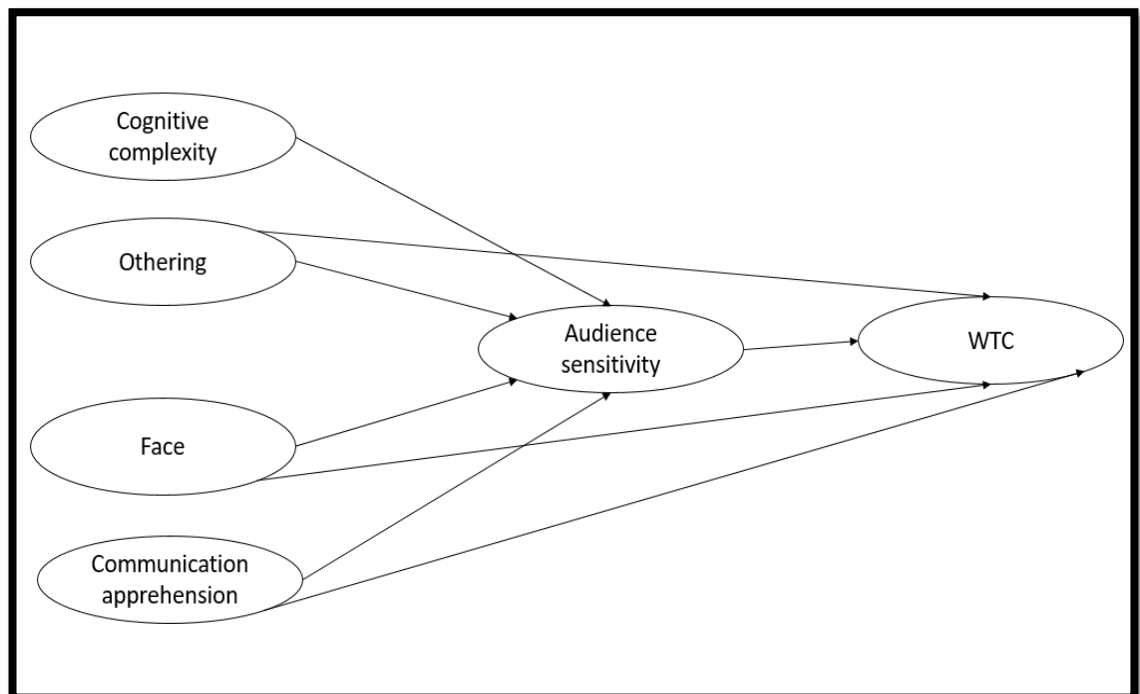 Cognitive
complexity
Othering
Audience
sensitivity
WTC
Face
Communication
apprehension